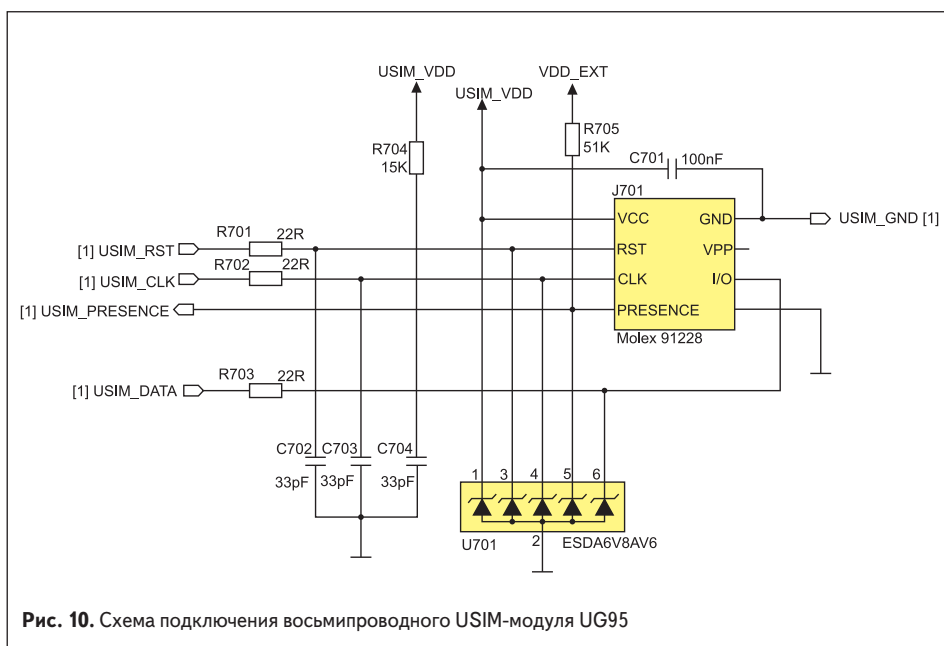 USIM_VDD
VDD_EXT
USIM_VDD
R705
51K
R704
15K
C701
100nF
J701
VCC
GND
USIM_GND [1]
R701
22R
[1] USIM_RST
RST
VPP
R702
22R
[1] USIM_CLK
CLK
I/O
[1] USIM_PRESENCE
PRESENCE
Molex 91228
R703
22R
[1] USIM_DATA
C702
C703
C704
33pF
33pF
33pF
1
3
4
5
6
U701
2
ESDA6V8AV6
Рис. 10. Схема подключения восьмипроводного USIM-модуля UG95